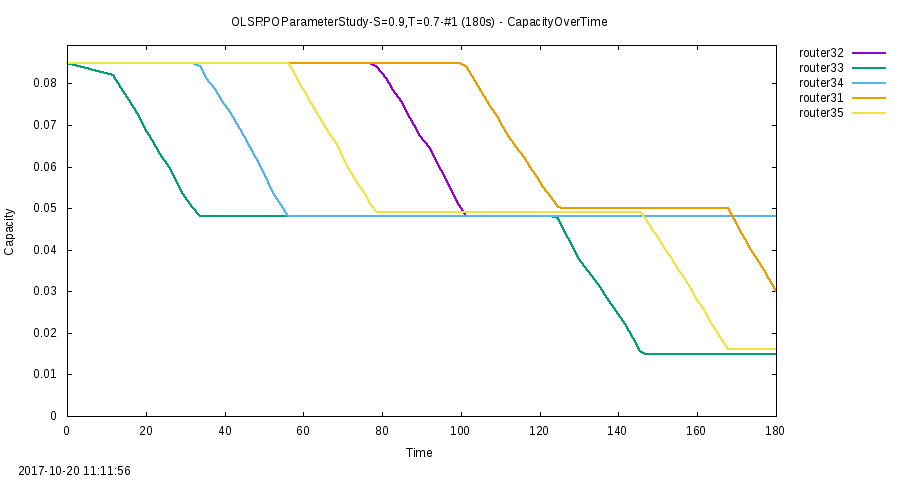 OLSRPOParameterStudy-S=0.9,T=0.7-#1 (180s) - CapacityOverTime
router32
router33
router34
router31
router35
0.08
0.07
0.06
0.05
0.04
0.03
0.02
0.01
0
Capacity
0 20 40 60 80 100 120 140 160 180
Time
2017-10-20 11:11:56